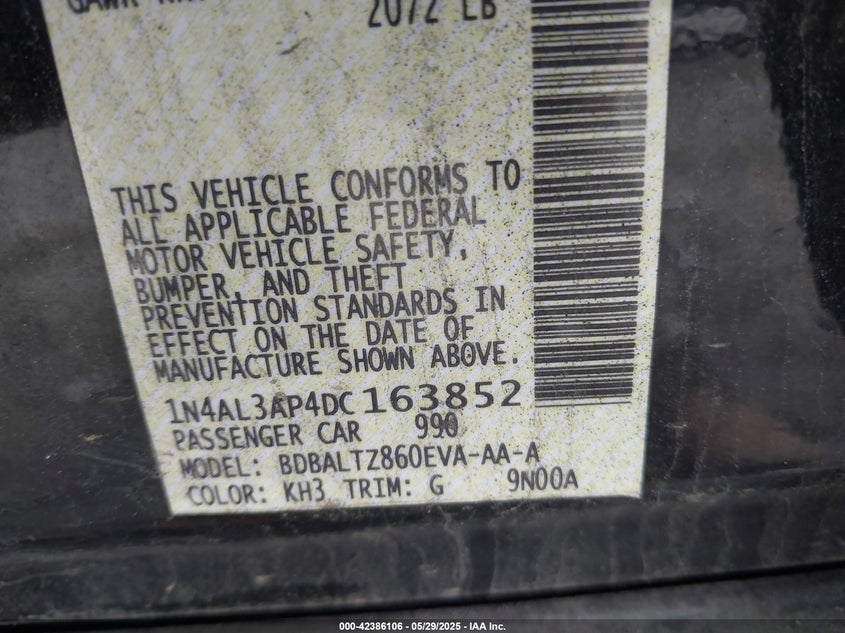 2072 LB
THIS VEHICLE CONFORMS TO
ALL APPLICABLE FEDERAL
MOTOR VEHICLE SAFETY,
BUMPER, AND THEFT
PREVENTION STANDARDS IN
EFFECT ON THE DATE OF
MANUFACTURE SHOWN ABOVE.
1N4AL3AP4DC163852
PASSENGER CAR 990
MODEL: BDBALTZ860EVA-AA-A
COLOR: KH3 TRIM: G 9N00A
000-42386106 - 05/29/2025 - IAA Inc.